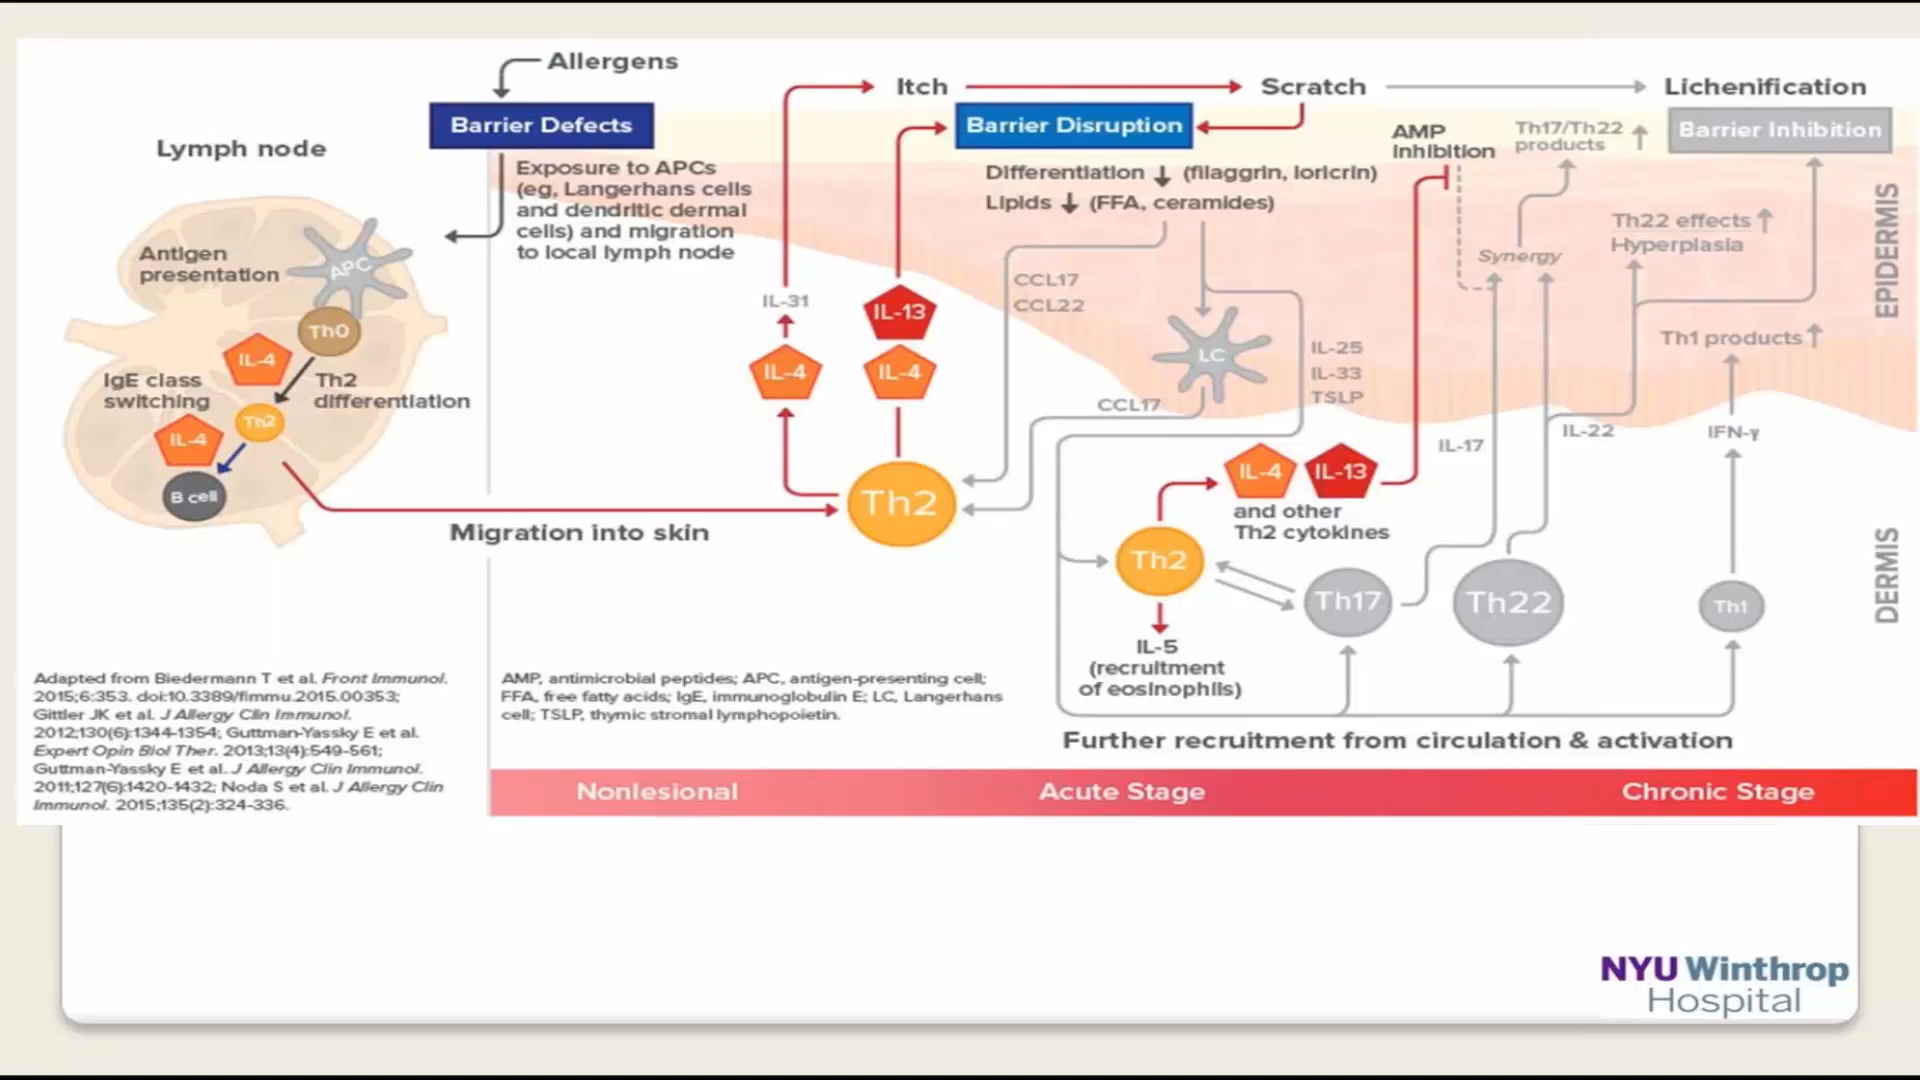 Allergens
Barrier Defects
Lymph node
Exposure to APCs
(eg, Langerhans cells
and dendritic dermal
cells) and migration
to local lymph node
Antigen
presentation
APC
Th0
IL-4
Th2
differentiation
IgE class
switching
IL-4
Th2
B cell
Migration into skin
Itch
Scratch
Lichenification
Barrier Disruption
Barrier Inhibition
Differentiation ↓ (filaggrin, loricrin)
Lipids ↓ (FFA, ceramides)
AMP
inhibition
Th17/Th22 ↑
products
Th22 effects ↑
Hyperplasia
Synergy
Th1 products ↑
EPIDERMIS
IL-31
IL-4
IL-13
IL-4
Th2
CCL17
CCL22
LC
CCL17
IL-25
IL-33
TSLP
IL-17
IL-22
IFN-γ
IL-4
IL-13
and other
Th2 cytokines
Th2
Th17
Th22
Th1
DERMIS
IL-5
(recruitment
of eosinophils)
Further recruitment from circulation & activation
Adapted from Biedermann T et al. Front Immunol.
2015;6:353. doi:10.3389/fimmu.2015.00353;
Gittler JK et al. J Allergy Clin Immunol.
2012;130(6):1344-1354; Guttman-Yassky E et al.
Expert Opin Biol Ther. 2013;13(4):549-561;
Guttman-Yassky E et al. J Allergy Clin Immunol.
2011;127(6):1420-1432; Noda S et al. J Allergy Clin
Immunol. 2015;135(2):324-336.
AMP, antimicrobial peptides; APC, antigen-presenting cell;
FFA, free fatty acids; IgE, immunoglobulin E; LC, Langerhans
cell; TSLP, thymic stromal lymphopoietin.
Nonlesional
Acute Stage
Chronic Stage
NYU Winthrop
Hospital